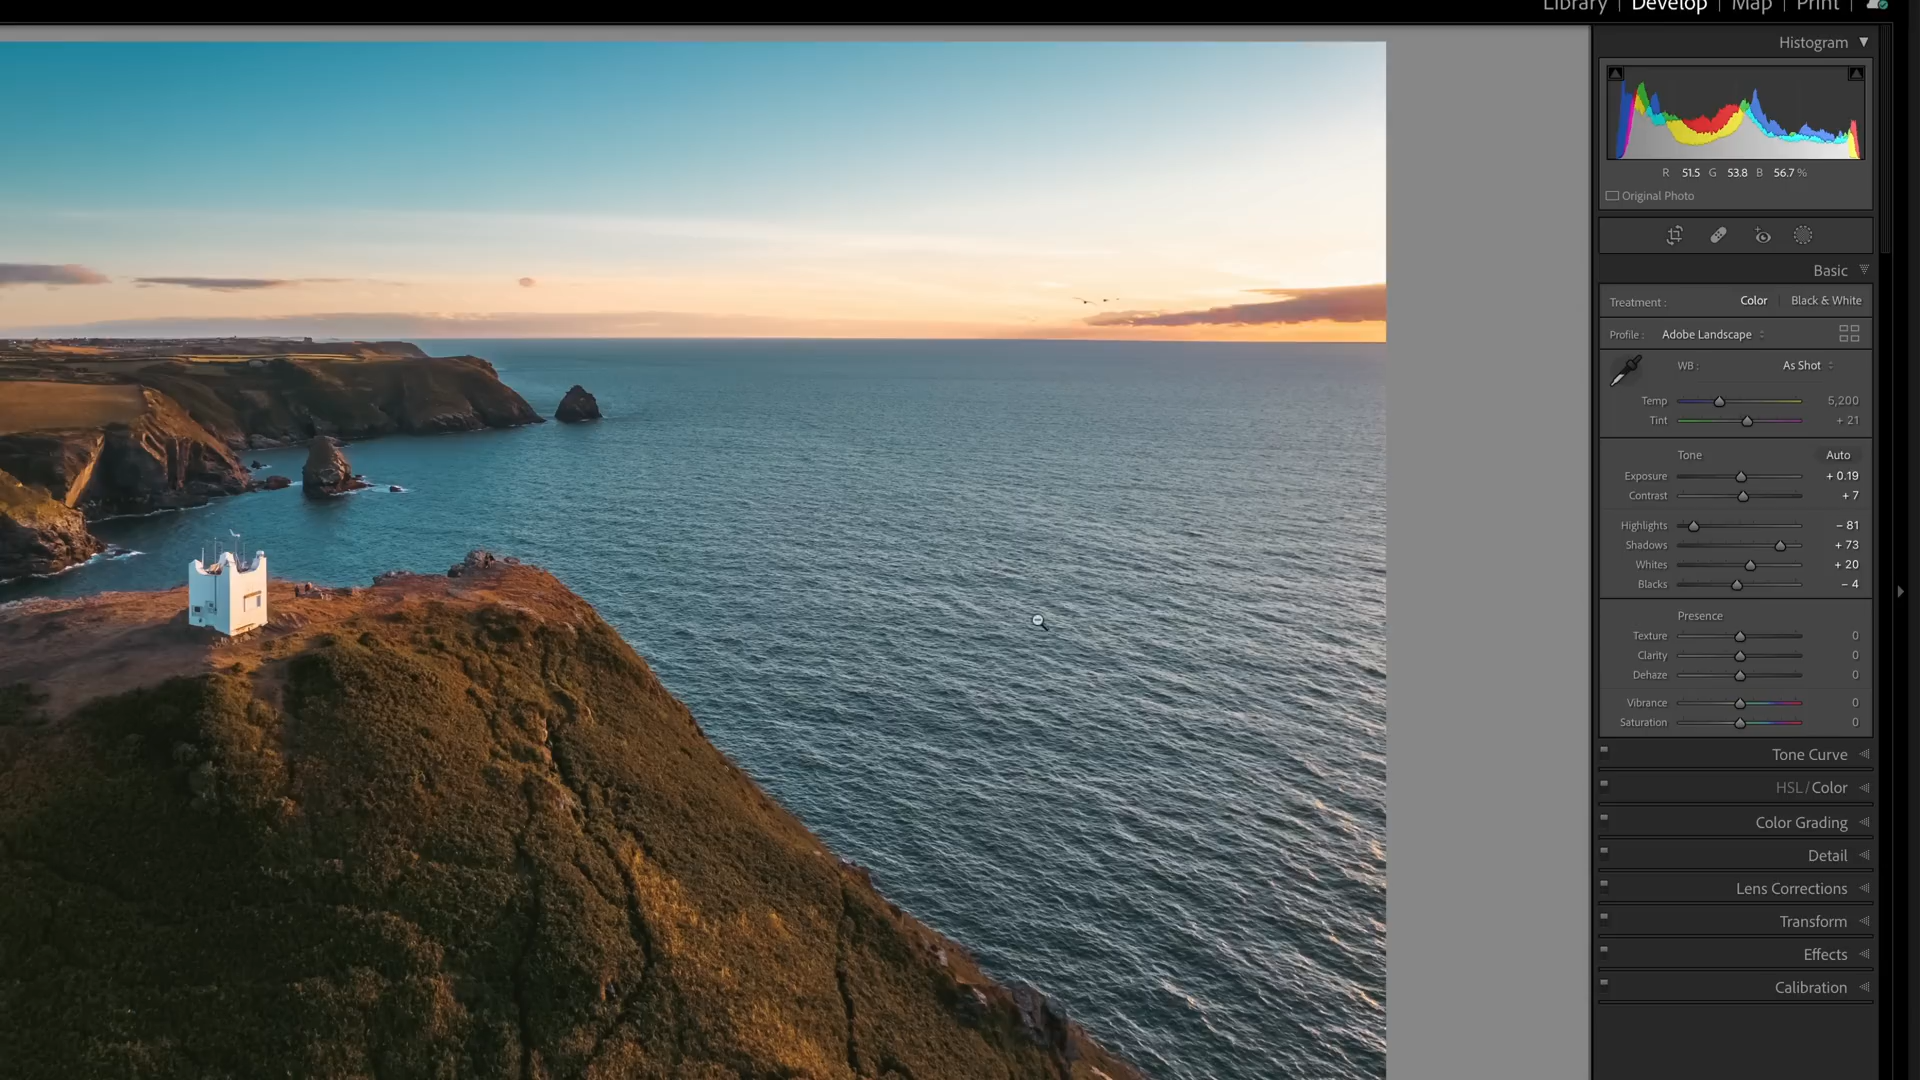 Library | Develop | Map | Print |
Histogram
R 51.5 G 53.8 B 56.7 %
Original Photo
Basic
Treatment : Color | Black & White
Profile : Adobe Landscape
WB : As Shot
Temp 5,200
Tint + 21
Tone Auto
Exposure + 0.19
Contrast + 7
Highlights − 81
Shadows + 73
Whites + 20
Blacks − 4
Presence
Texture 0
Clarity 0
Dehaze 0
Vibrance 0
Saturation 0
Tone Curve
HSL / Color
Color Grading
Detail
Lens Corrections
Transform
Effects
Calibration